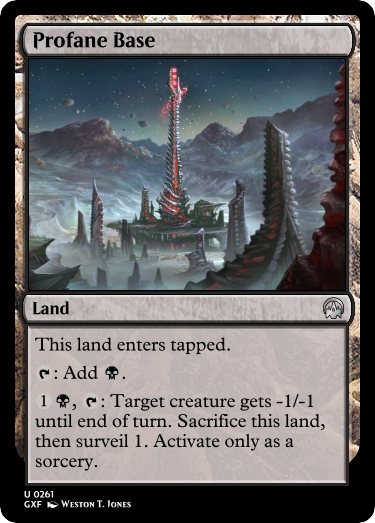 Profane Base
Land
This land enters tapped.
: Add .
1 , : Target creature gets -1/-1
until end of turn. Sacrifice this land,
then surveil 1. Activate only as a
sorcery.
U 0261
GXF WESTON T. JONES